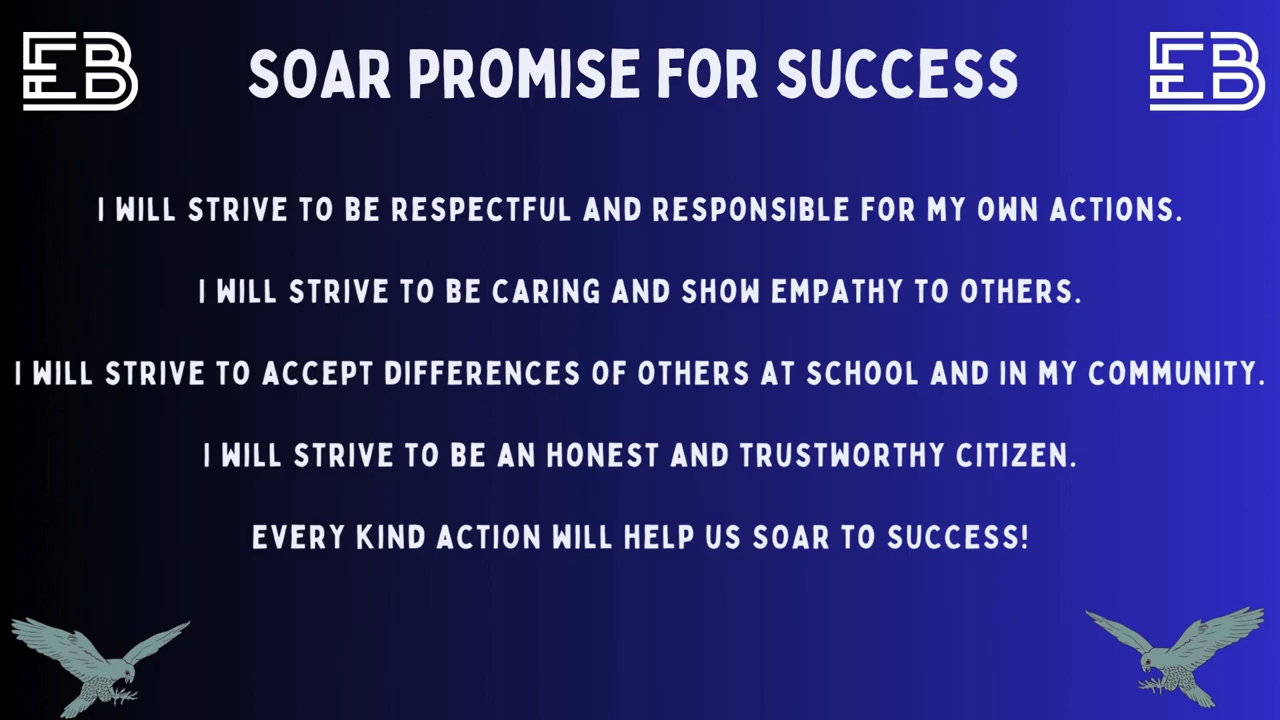 EB
SOAR PROMISE FOR SUCCESS
EB
I WILL STRIVE TO BE RESPECTFUL AND RESPONSIBLE FOR MY OWN ACTIONS.
I WILL STRIVE TO BE CARING AND SHOW EMPATHY TO OTHERS.
I WILL STRIVE TO ACCEPT DIFFERENCES OF OTHERS AT SCHOOL AND IN MY COMMUNITY.
I WILL STRIVE TO BE AN HONEST AND TRUSTWORTHY CITIZEN.
EVERY KIND ACTION WILL HELP US SOAR TO SUCCESS!